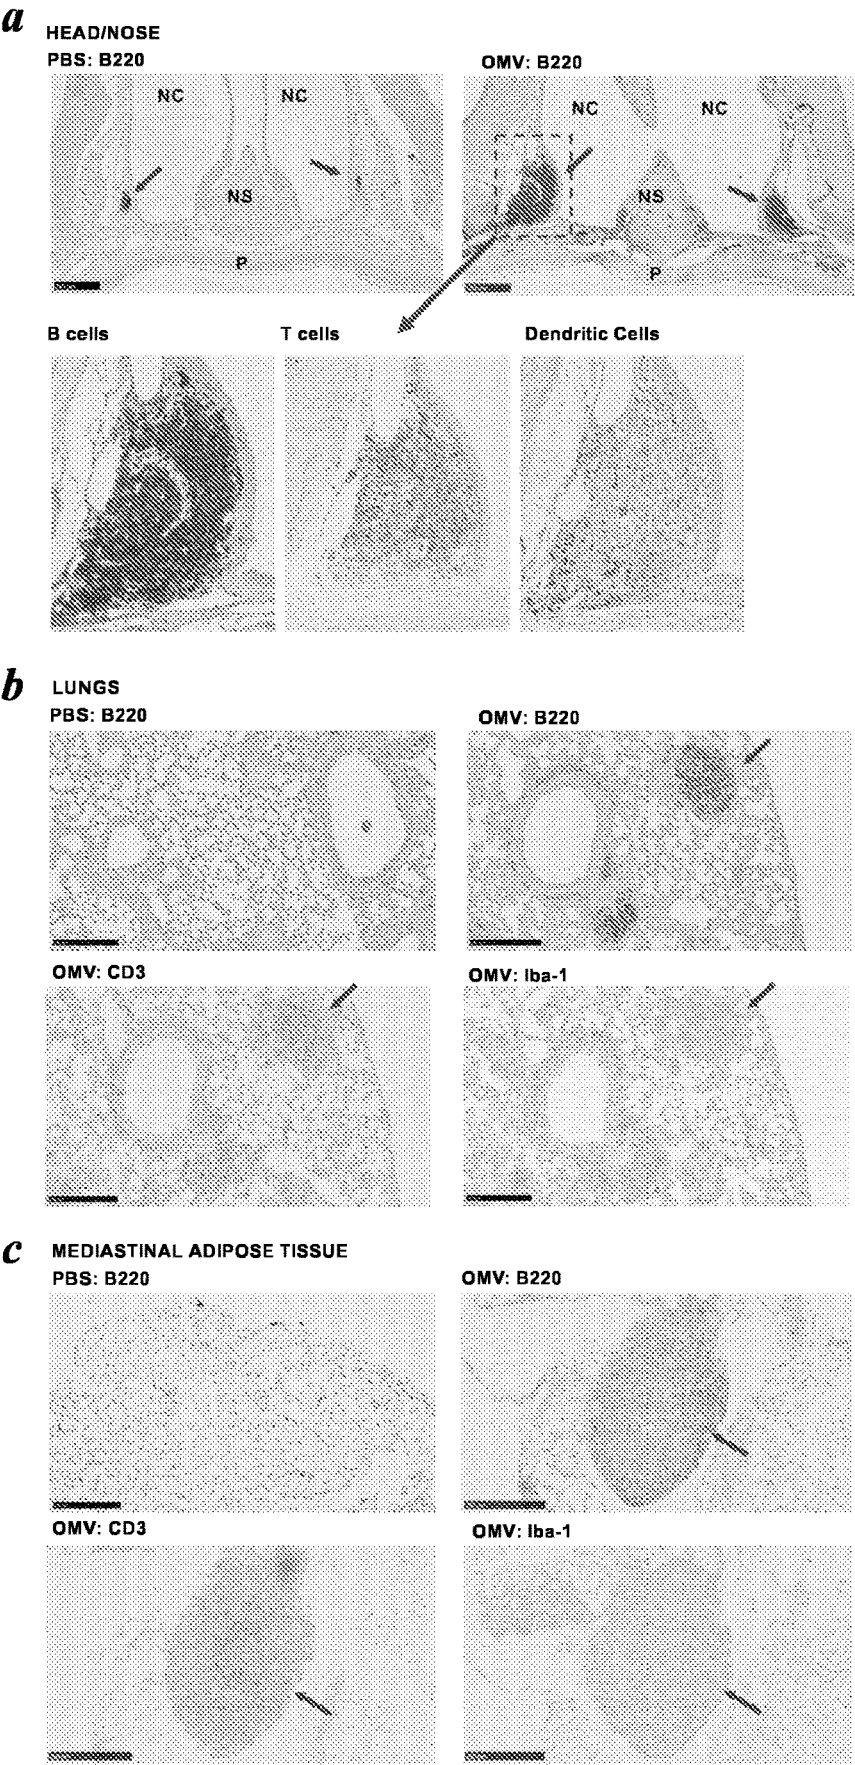 a
HEAD/NOSE
PBS: B220
OMV: B220
NC NC
NC NC
NS
NS
P
P
B cells
T cells
Dendritic Cells
b
LUNGS
PBS: B220
OMV: B220
OMV: CD3
OMV: Iba-1
c
MEDIASTINAL ADIPOSE TISSUE
PBS: B220
OMV: B220
OMV: CD3
OMV: Iba-1